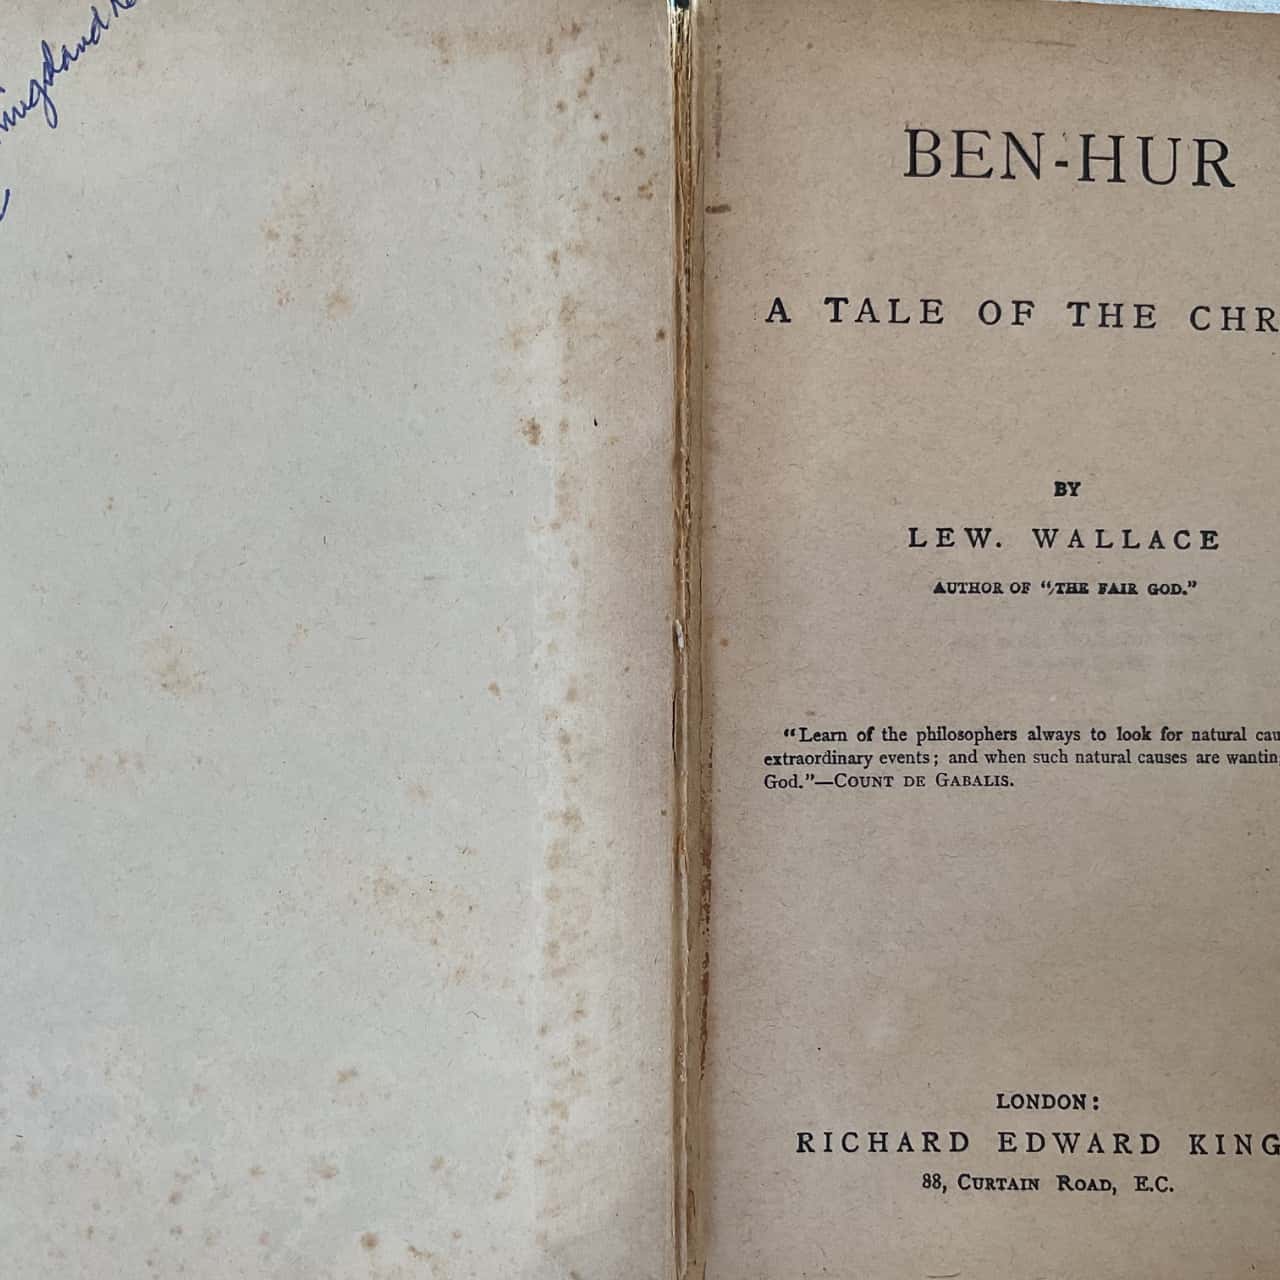 BEN-HUR
A TALE OF THE CHR
BY
LEW. WALLACE
AUTHOR OF "THE FAIR GOD."
"Learn of the philosophers always to look for natural cau
extraordinary events; and when such natural causes are wantin
God."—COUNT DE GABALIS.
LONDON:
RICHARD EDWARD KING
88, CURTAIN ROAD, E.C.